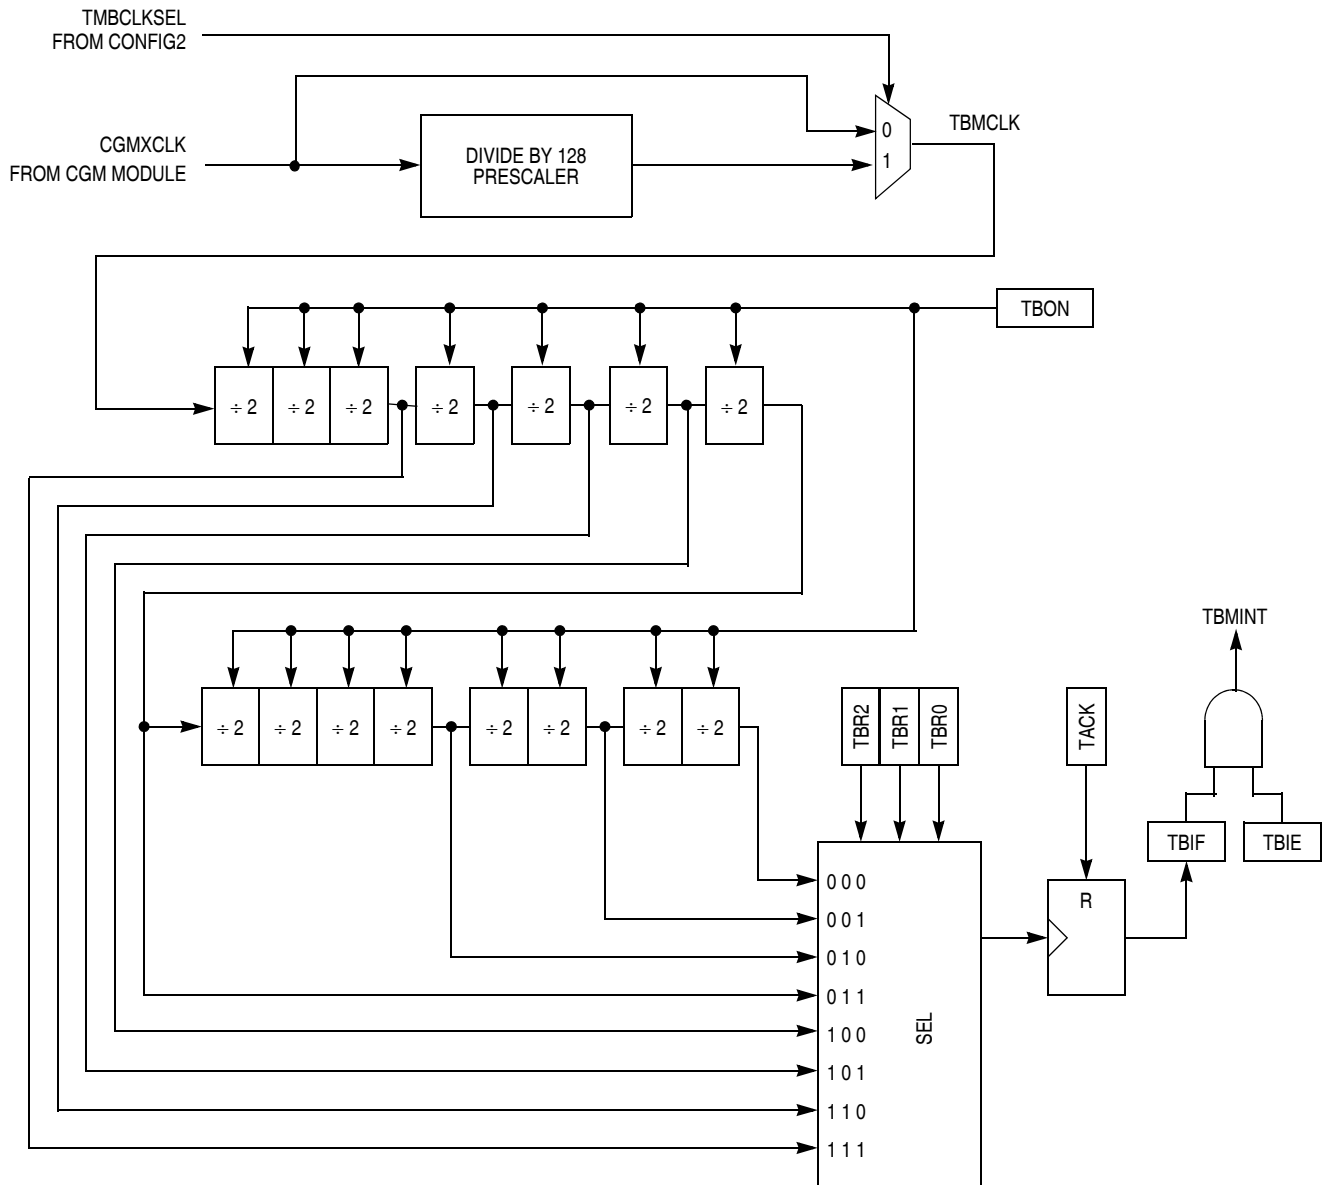 TMBCLKSEL
FROM CONFIG2
CGMXCLK
FROM CGM MODULE
DIVIDE BY 128
PRESCALER
0
1
TBMCLK
TBON
÷ 2
÷ 2
÷ 2
÷ 2
÷ 2
÷ 2
÷ 2
TBMINT
÷ 2
÷ 2
÷ 2
÷ 2
÷ 2
÷ 2
÷ 2
÷ 2
TBR2
TBR1
TBR0
TACK
TBIF
TBIE
0 0 0
0 0 1
0 1 0
0 1 1
1 0 0
1 0 1
1 1 0
1 1 1
SEL
R